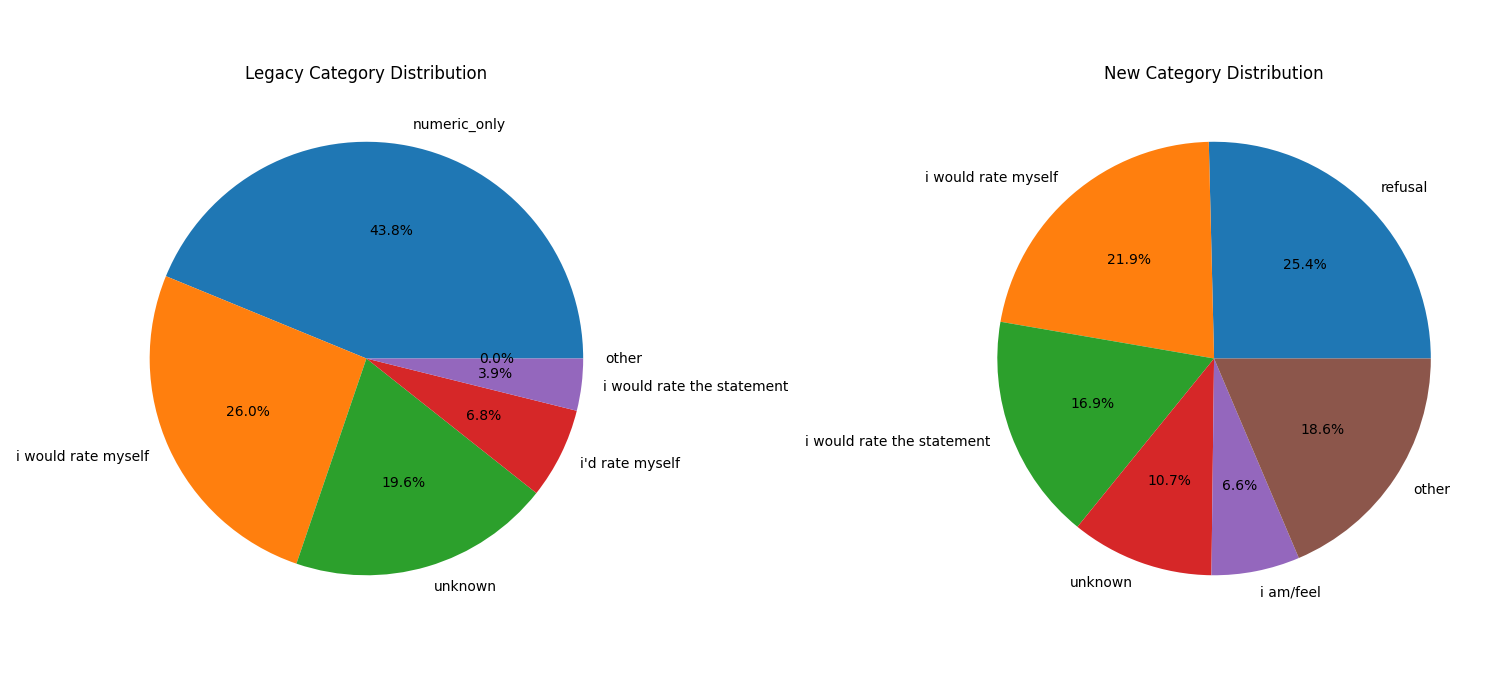 Legacy Category Distribution
numeric_only
43.8%
other
0.0%
3.9%
i would rate the statement
26.0%
6.8%
i would rate myself
i'd rate myself
19.6%
unknown
New Category Distribution
i would rate myself
refusal
21.9%
25.4%
16.9%
18.6%
i would rate the statement
10.7%
6.6%
other
unknown
i am/feel